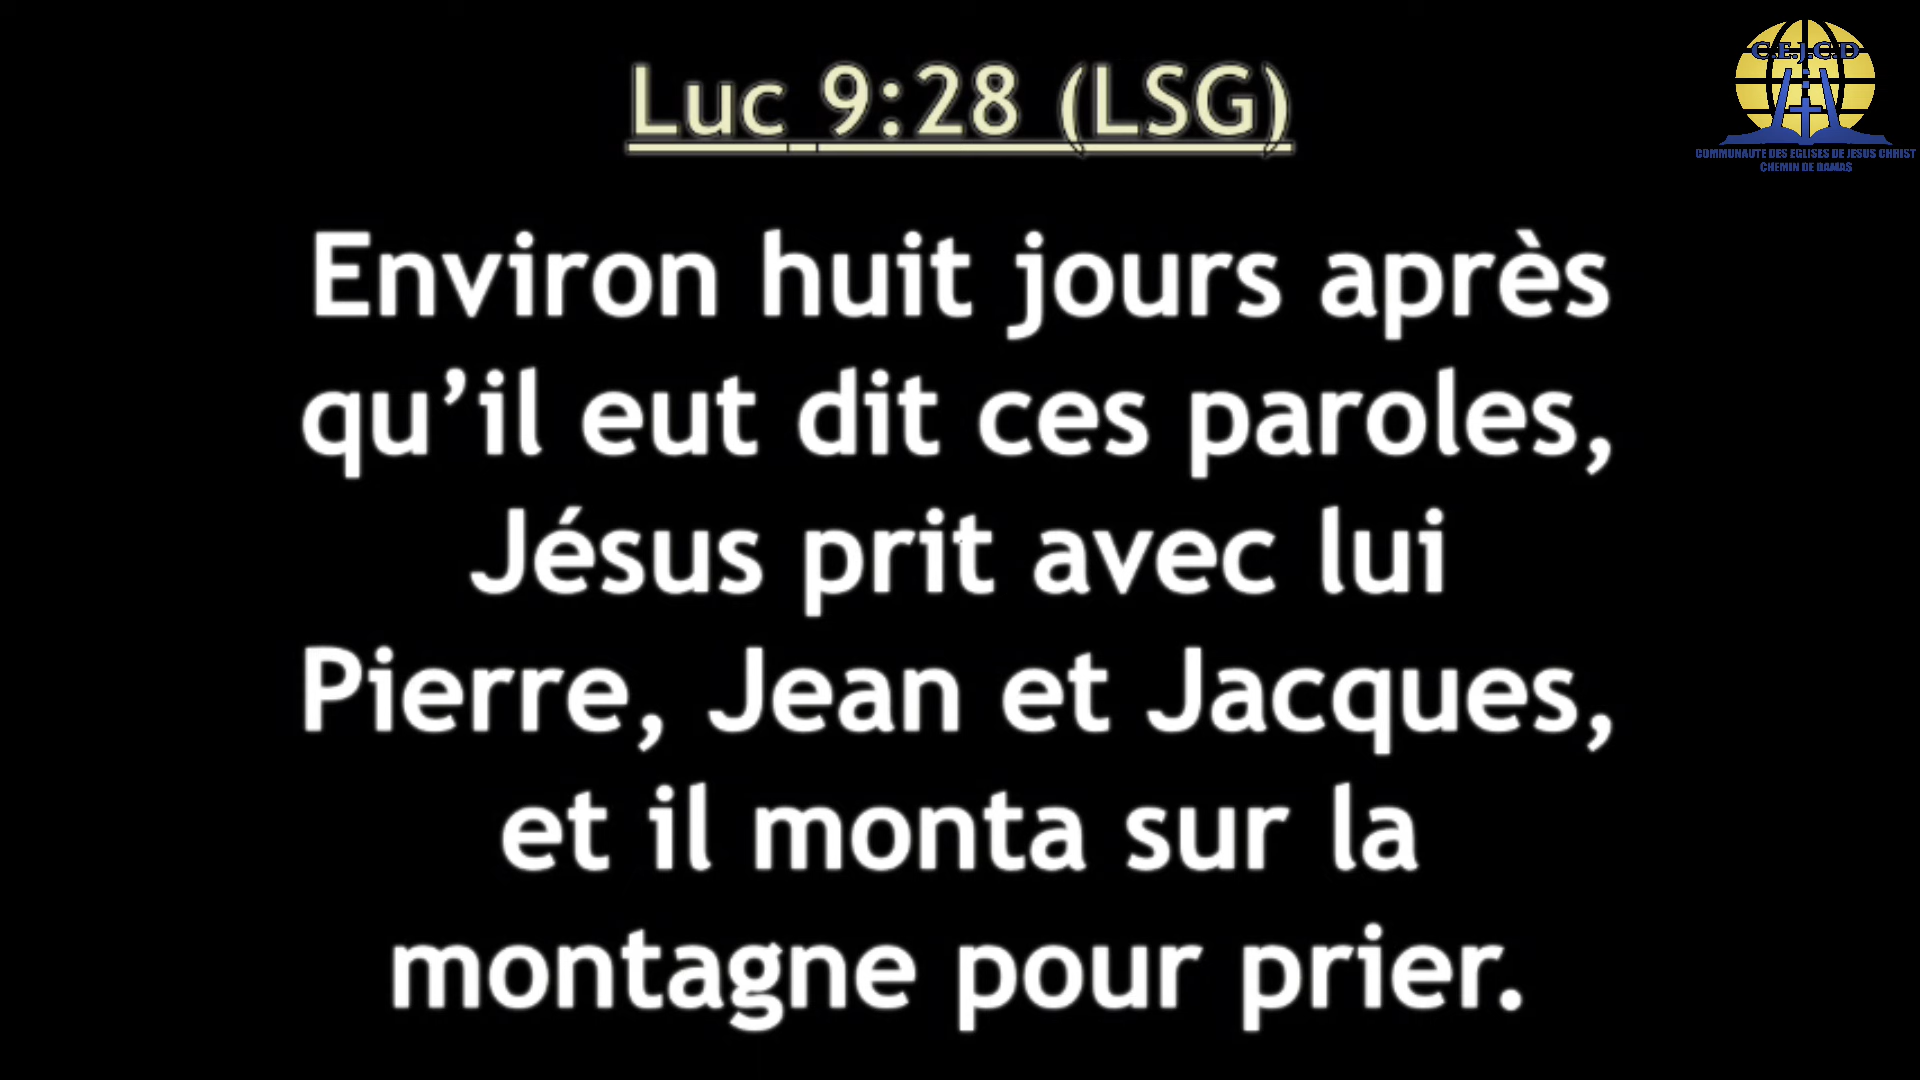 Luc 9:28 (LSG)
C.E.J.C.D
COMMUNAUTE DES EGLISES DE JESUS CHRIST
CHEMIN DE DAMAS
Environ huit jours après
qu’il eut dit ces paroles,
Jésus prit avec lui
Pierre, Jean et Jacques,
et il monta sur la
montagne pour prier.